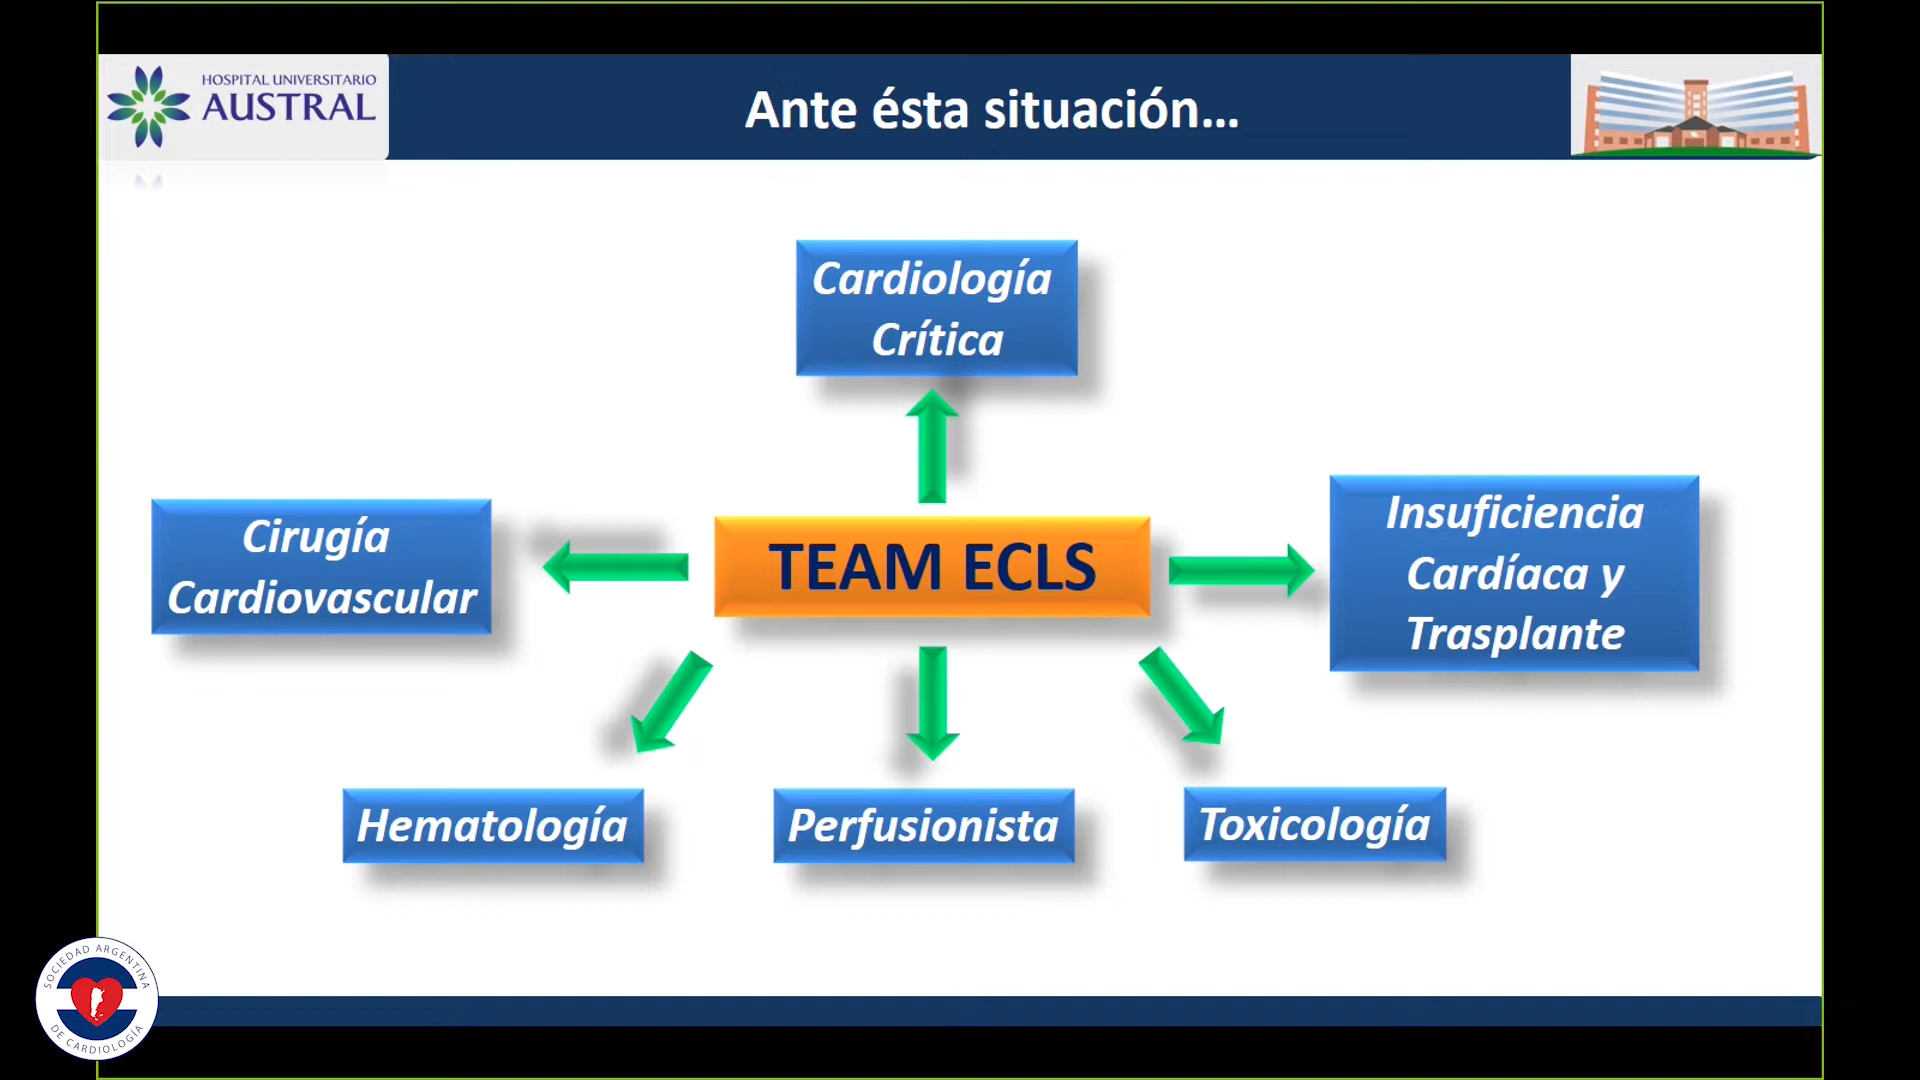 HOSPITAL UNIVERSITARIO
AUSTRAL
Ante ésta situación...
Cardiología
Crítica
Cirugía
Cardiovascular
TEAM ECLS
Insuficiencia
Cardíaca y
Trasplante
Hematología
Perfusionista
Toxicología
SOCIEDAD ARGENTINA
DE CARDIOLOGÍA